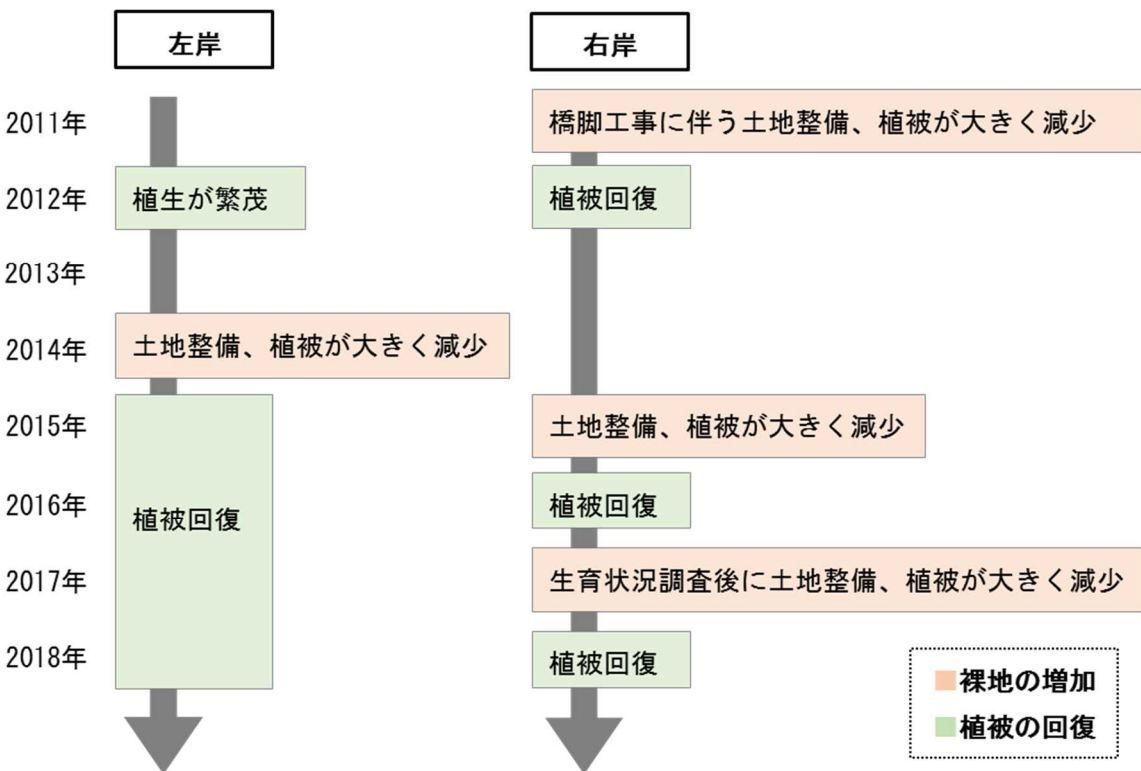 左岸
右岸
2011年
橋脚工事に伴う土地整備、植被が大きく減少
2012年
植生が繁茂
植被回復
2013年
2014年
土地整備、植被が大きく減少
2015年
土地整備、植被が大きく減少
2016年
植被回復
植被回復
2017年
生育状況調査後に土地整備、植被が大きく減少
2018年
植被回復
裸地の増加
植被の回復